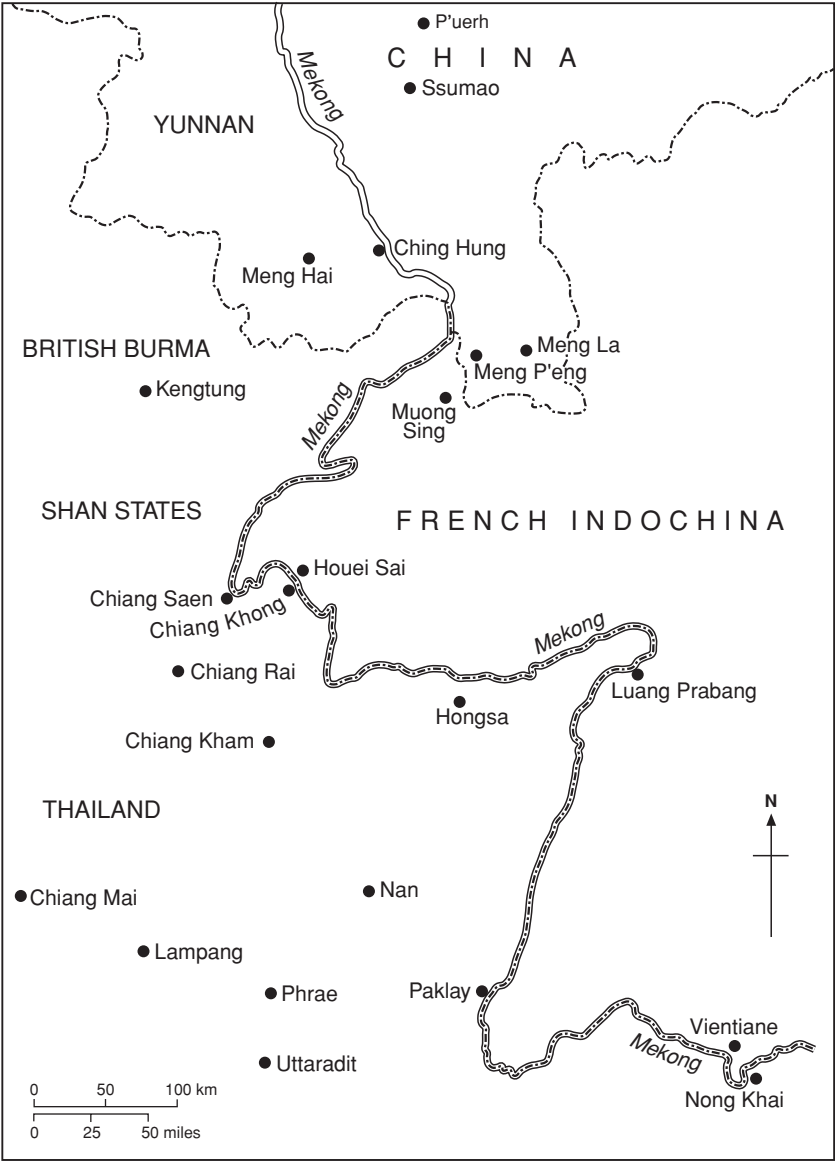 P'uerh
C H I N A
Mekong
Ssumao
YUNNAN
Ching Hung
Meng Hai
BRITISH BURMA
Meng La
Meng P'eng
Kengtung
Mekong
Muong
Sing
SHAN STATES
FRENCH INDOCHINA
Houei Sai
Chiang Saen
Chiang Khong
Mekong
Chiang Rai
Luang Prabang
Hongsa
Chiang Kham
THAILAND
N
Nan
Chiang Mai
Lampang
Phrae
Paklay
Vientiane
Mekong
Uttaradit
0 50 100 km
Nong Khai
0 25 50 miles